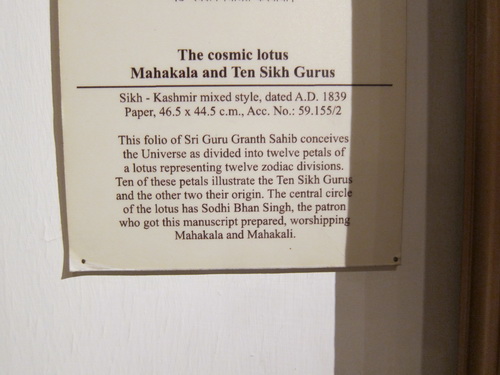 The cosmic lotus
Mahakala and Ten Sikh Gurus
Sikh - Kashmir mixed style, dated A.D. 1839
Paper, 46.5 x 44.5 c.m., Acc. No.: 59.155/2
This folio of Sri Guru Granth Sahib conceives
the Universe as divided into twelve petals of
a lotus representing twelve zodiac divisions.
Ten of these petals illustrate the Ten Sikh Gurus
and the other two their origin. The central circle
of the lotus has Sodhi Bhan Singh, the patron
who got this manuscript prepared, worshipping
Mahakala and Mahakali.